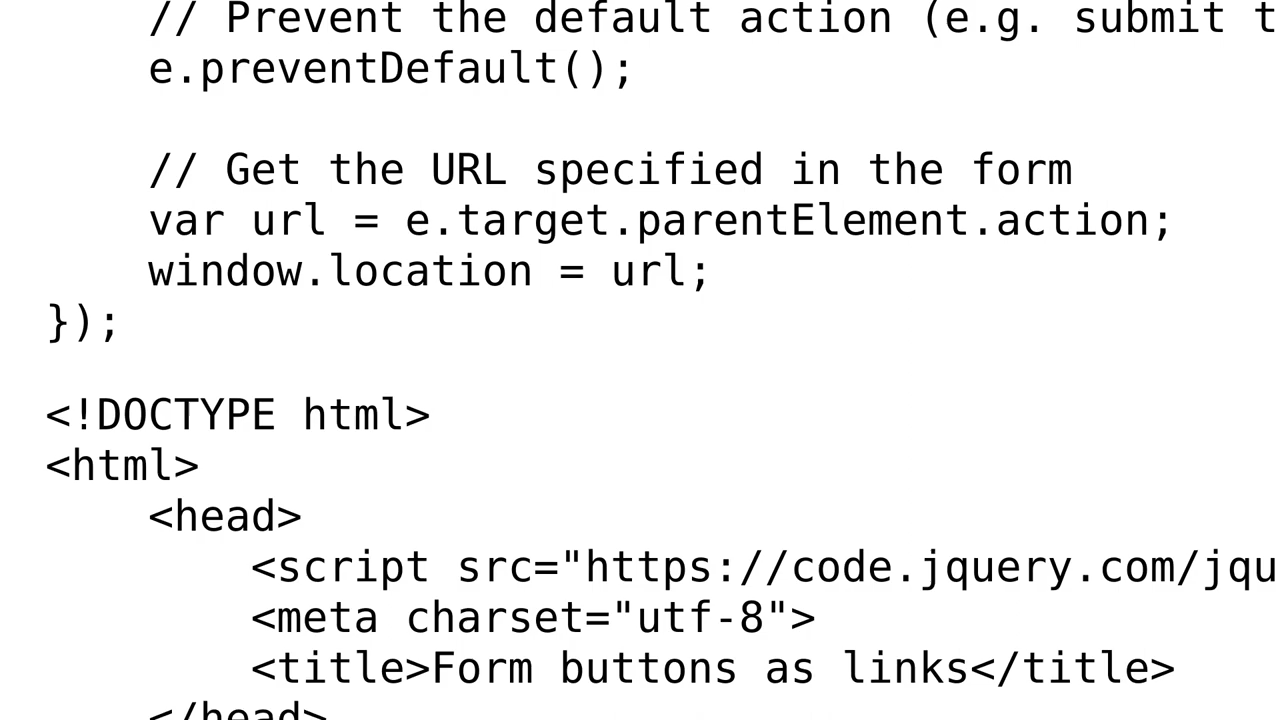 // Prevent the default action (e.g. submit t
e.preventDefault();
// Get the URL specified in the form
var url = e.target.parentElement.action;
window.location = url;
});
<!DOCTYPE html>
<html>
<head>
<script src="https://code.jquery.com/jqu
<meta charset="utf-8">
<title>Form buttons as links</title>
</head>